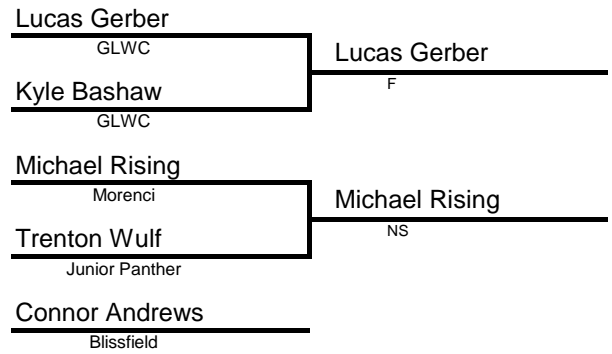 Lucas Gerber
GLWC
Lucas Gerber
F
Kyle Bashaw
GLWC
Michael Rising
Morenci
Michael Rising
NS
Trenton Wulf
Junior Panther
Connor Andrews
Blissfield